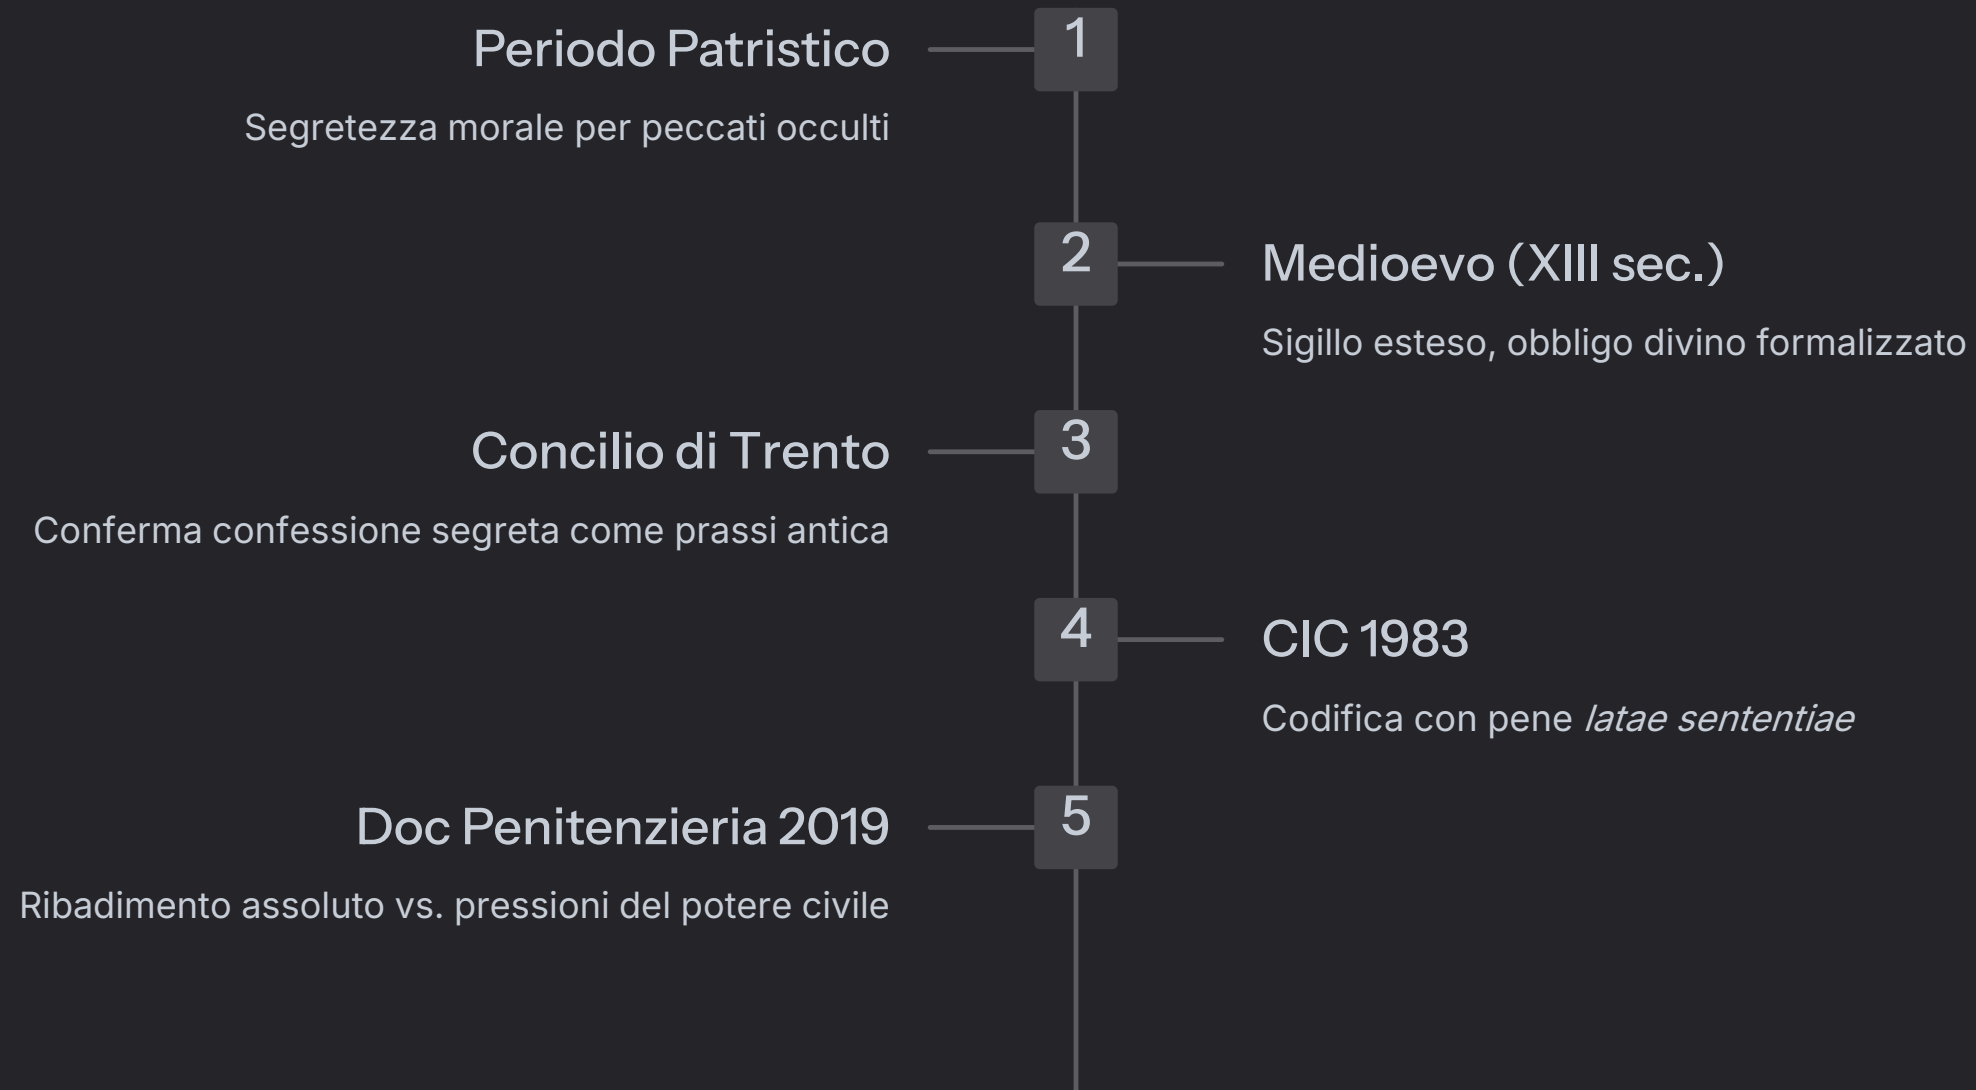 1
Periodo Patristico
Segretezza morale per peccati occulti
2
Medioevo (XIII sec.)
Sigillo esteso, obbligo divino formalizzato
3
Concilio di Trento
Conferma confessione segreta come prassi antica
4
CIC 1983
Codifica con pene latae sententiae
5
Doc Penitenzieria 2019
Ribadimento assoluto vs. pressioni del potere civile